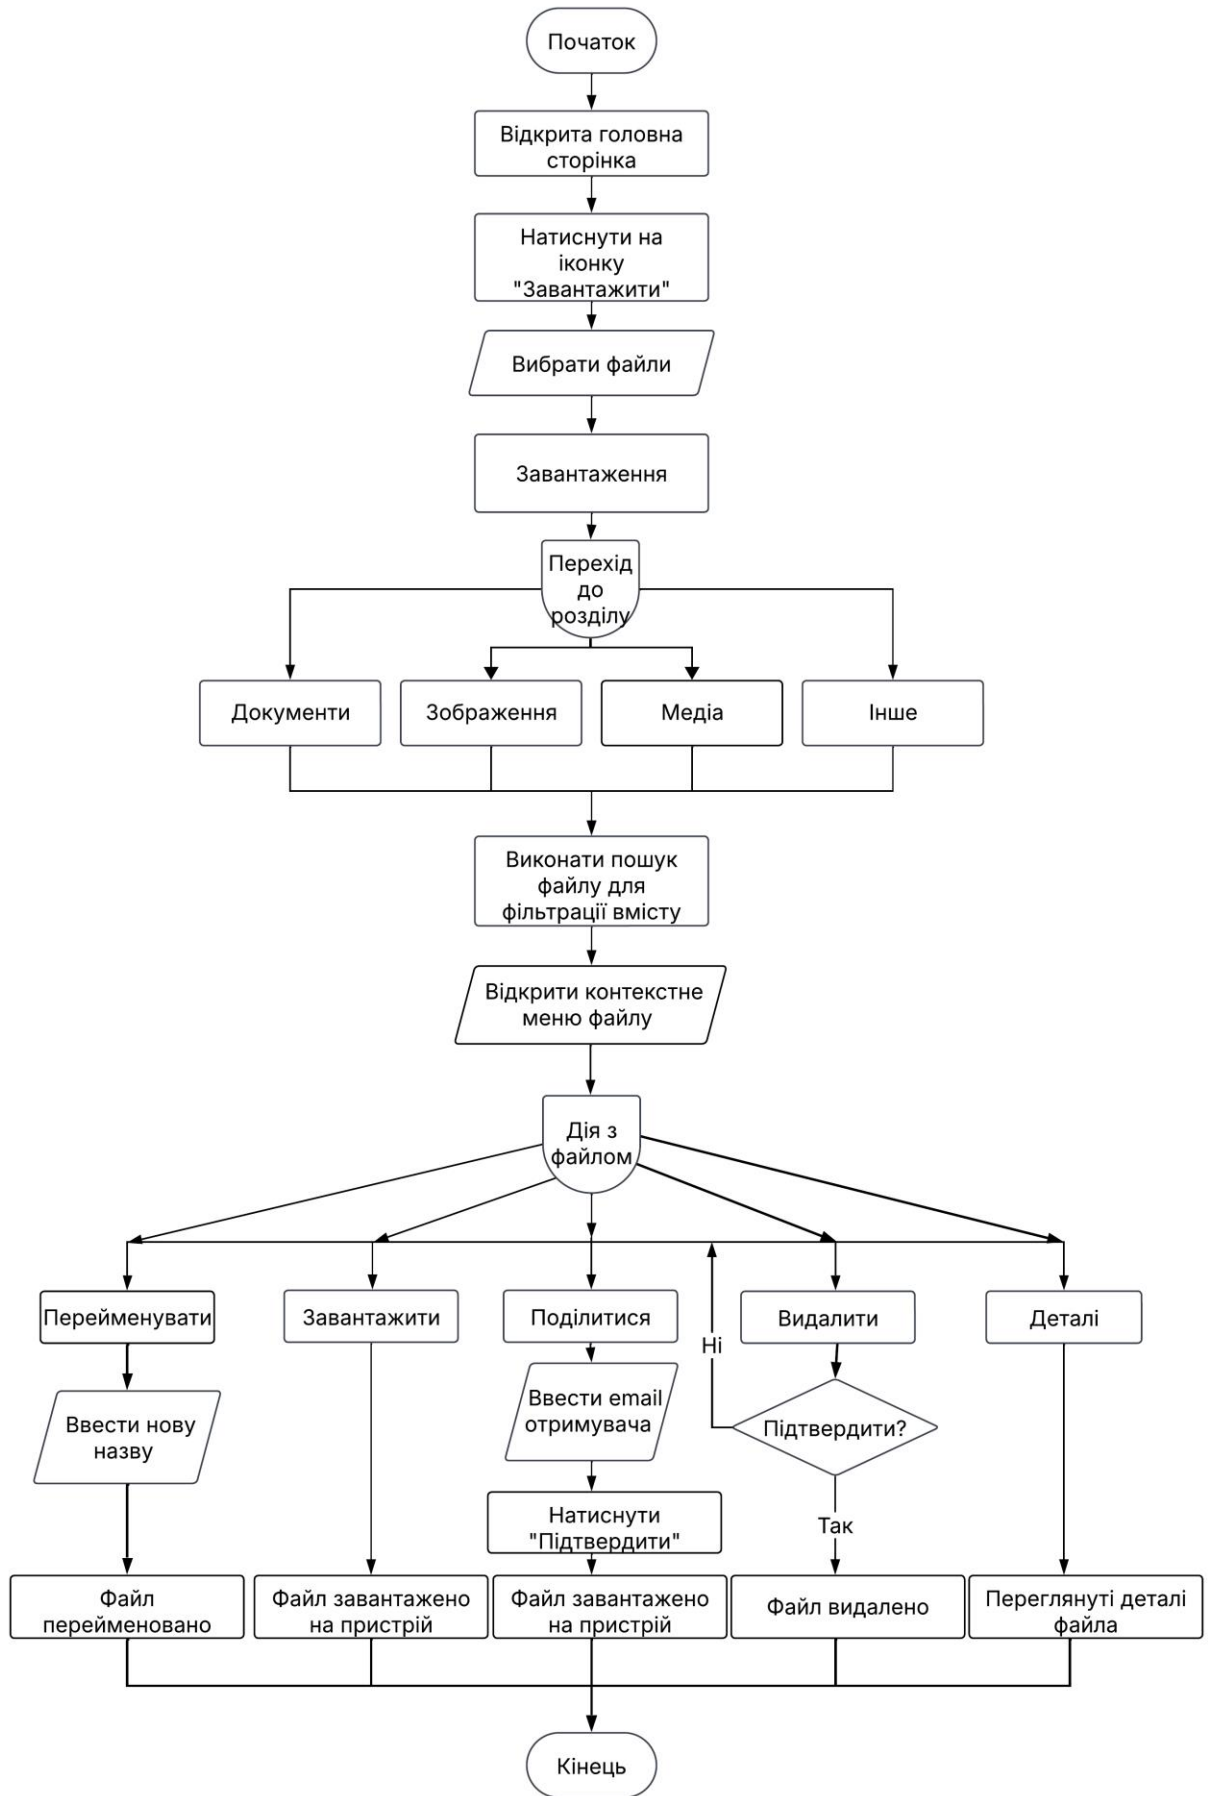 Початок
Відкрита головна
сторінка
Натиснути на
іконку
"Завантажити"
Вибрати файли
Завантаження
Перехід
до
розділу
Документи
Зображення
Медіа
Інше
Виконати пошук
файлу для
фільтрації вмісту
Відкрити контекстне
меню файлу
Дія з
файлом
Перейменувати
Завантажити
Поділитися
Видалити
Деталі
Ні
Ввести нову
назву
Ввести email
отримувача
Підтвердити?
Натиснути
"Підтвердити"
Так
Файл
перейменовано
Файл завантажено
на пристрій
Файл завантажено
на пристрій
Файл видалено
Переглянуті деталі
файла
Кінець